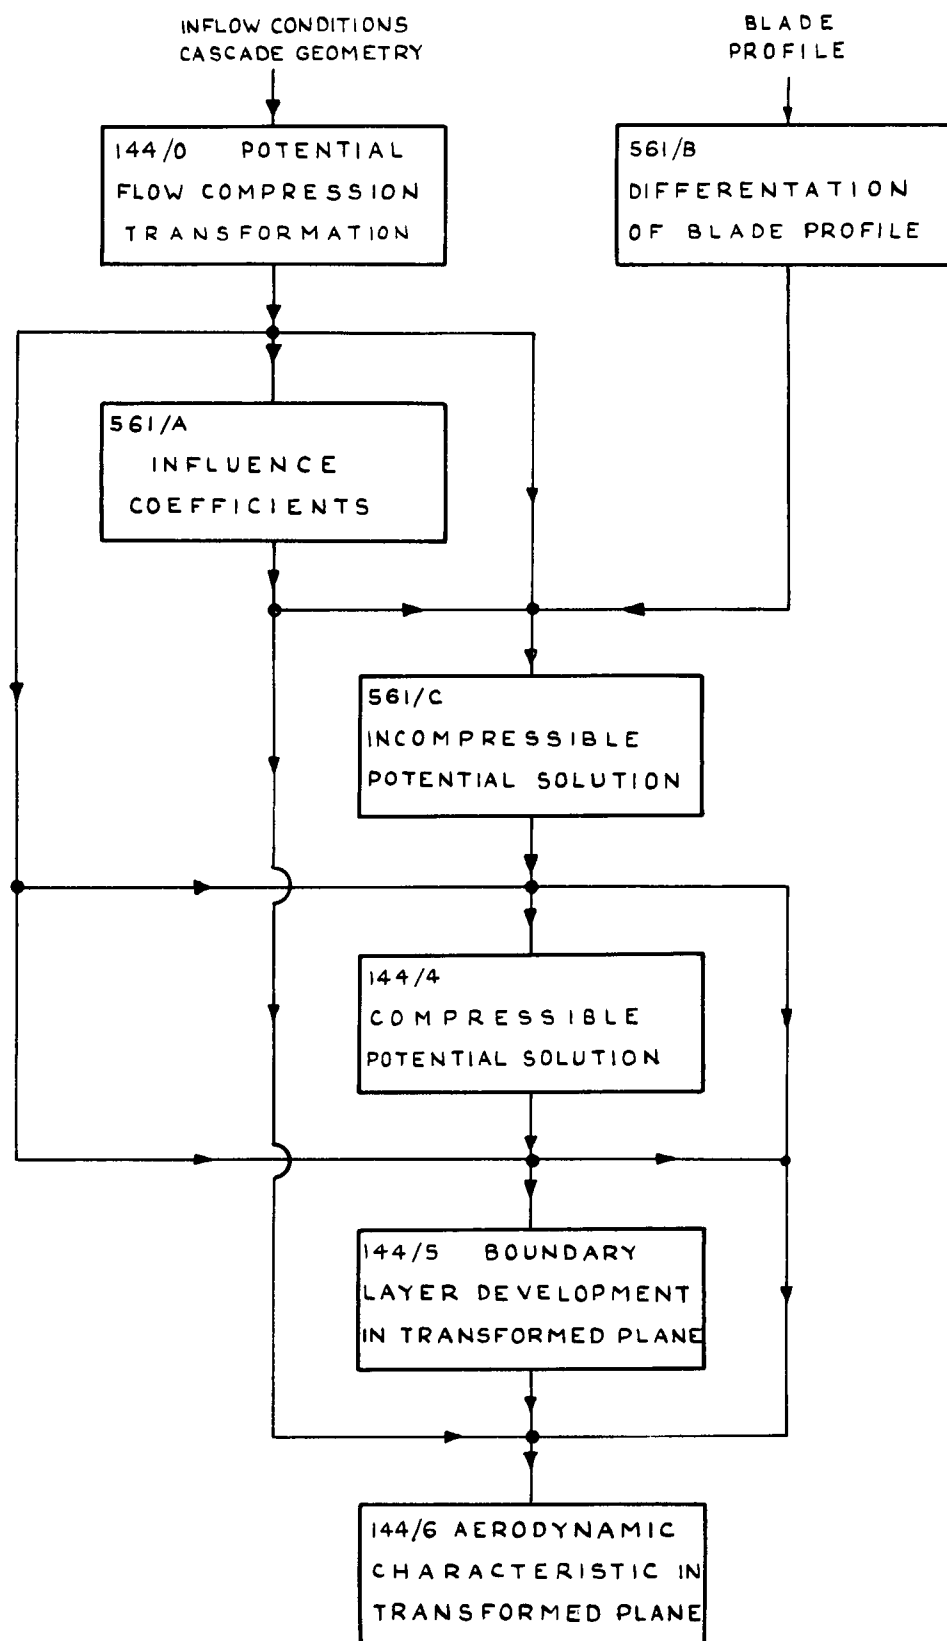 INFLOW CONDITIONS
CASCADE GEOMETRY
BLADE
PROFILE
144/0 POTENTIAL
FLOW COMPRESSION
TRANSFORMATION
561/B
DIFFERENTATION
OF BLADE PROFILE
561/A
INFLUENCE
COEFFICIENTS
561/C
INCOMPRESSIBLE
POTENTIAL SOLUTION
144/4
COMPRESSIBLE
POTENTIAL SOLUTION
144/5 BOUNDARY
LAYER DEVELOPMENT
IN TRANSFORMED PLANE
144/6 AERODYNAMIC
CHARACTERISTIC IN
TRANSFORMED PLANE